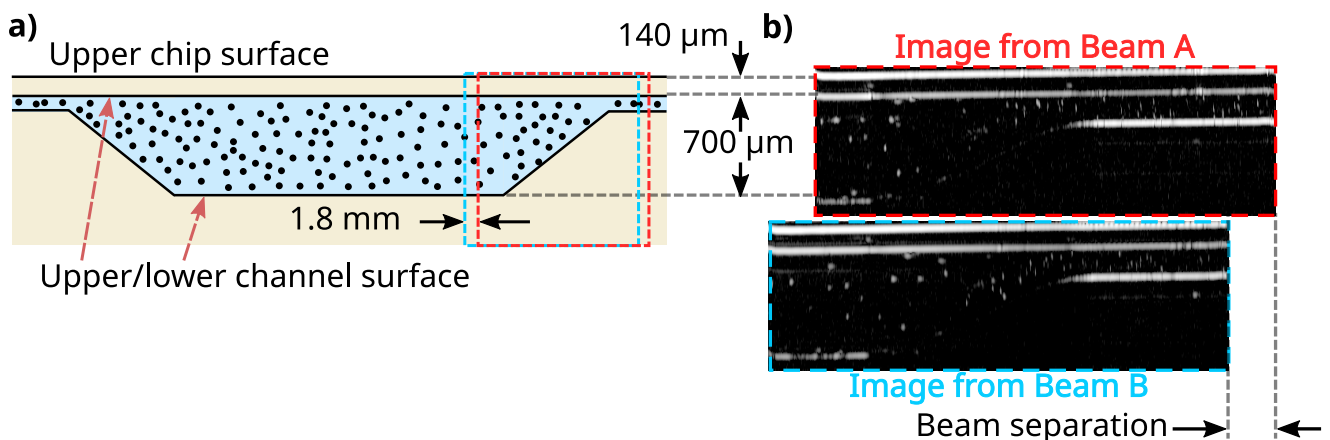 a)
Upper chip surface
140 µm
b)
Image from Beam A
700 µm
1.8 mm
Upper/lower channel surface
Image from Beam B
Beam separation